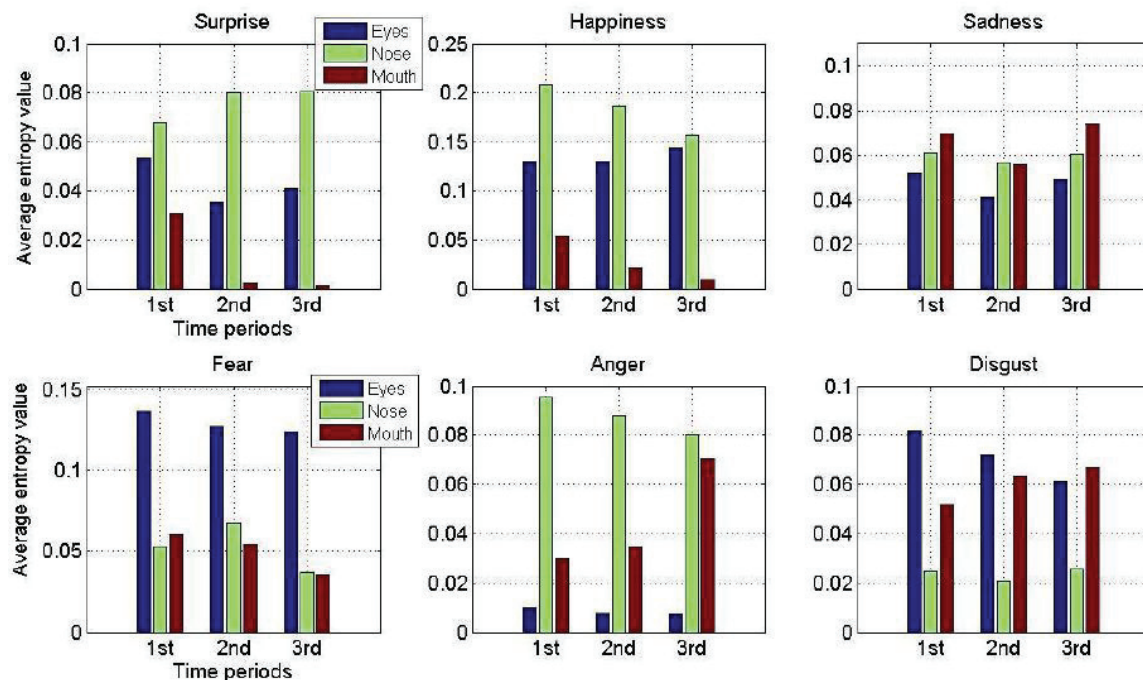 Surprise
Average entropy value
0.1
0.08
0.06
0.04
0.02
0
1st 2nd 3rd
Time periods
Eyes
Nose
Mouth
Happiness
0.25
0.2
0.15
0.1
0.05
0
1st 2nd 3rd
Sadness
0.1
0.08
0.06
0.04
0.02
0
1st 2nd 3rd
Fear
Average entropy value
0.15
0.1
0.05
0
1st 2nd 3rd
Time periods
Eyes
Nose
Mouth
Anger
0.1
0.08
0.06
0.04
0.02
0
1st 2nd 3rd
Disgust
0.1
0.08
0.06
0.04
0.02
0
1st 2nd 3rd